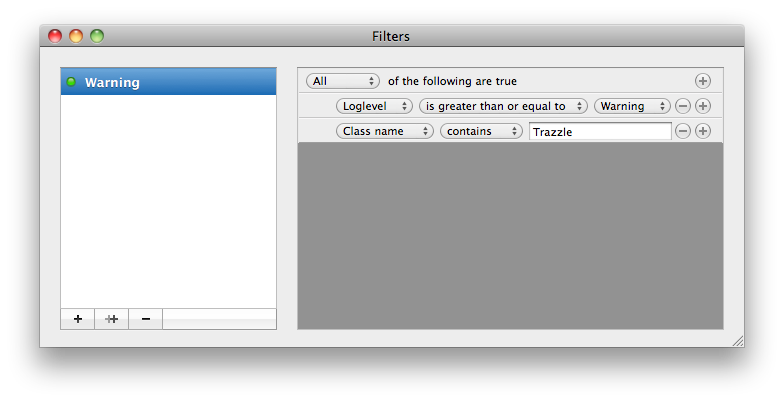 Filters
Warning
All of the following are true
Loglevel is greater than or equal to Warning
Class name contains Trazzle